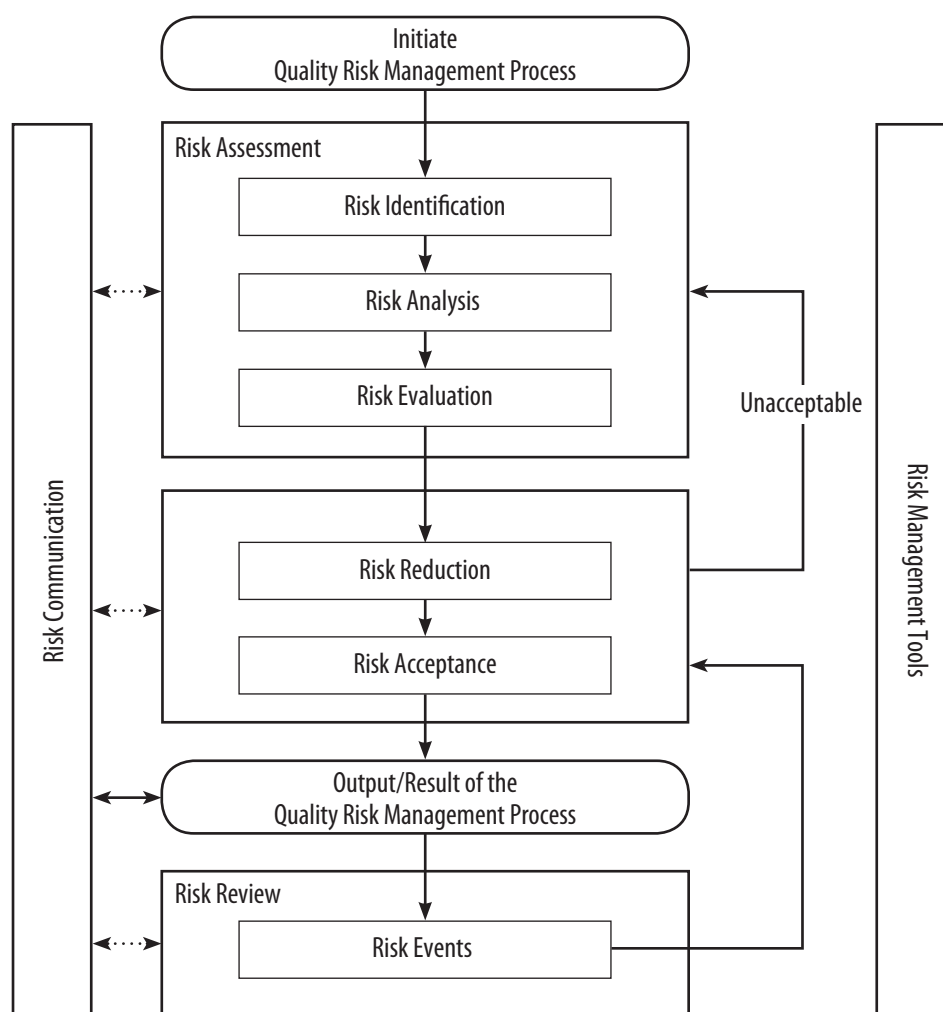 Initiate
Quality Risk Management Process
Risk Assessment
Risk Identification
Risk Analysis
Risk Evaluation
Unacceptable
Risk Communication
Risk Management Tools
Risk Reduction
Risk Acceptance
Output/Result of the
Quality Risk Management Process
Risk Review
Risk Events